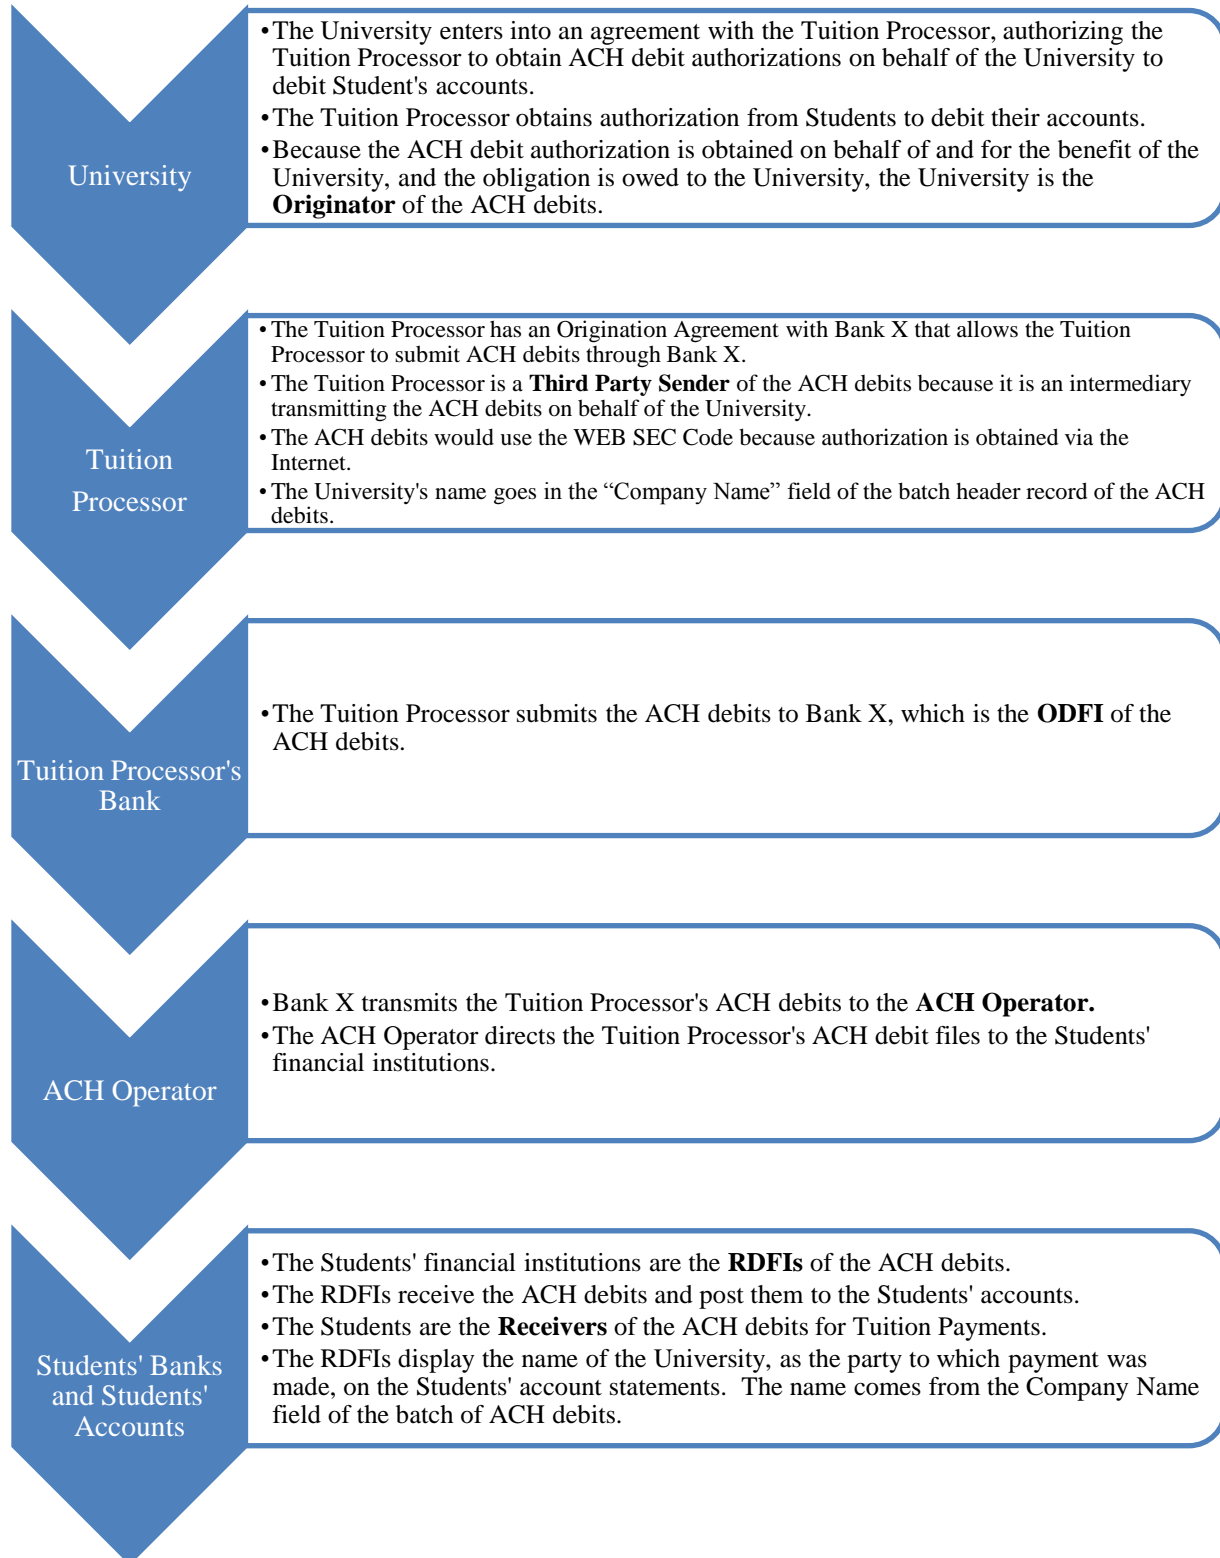 •The University enters into an agreement with the Tuition Processor, authorizing the
Tuition Processor to obtain ACH debit authorizations on behalf of the University to
debit Student's accounts.
•The Tuition Processor obtains authorization from Students to debit their accounts.
•Because the ACH debit authorization is obtained on behalf of and for the benefit of the
University, and the obligation is owed to the University, the University is the
Originator of the ACH debits.
University
•The Tuition Processor has an Origination Agreement with Bank X that allows the Tuition
Processor to submit ACH debits through Bank X.
•The Tuition Processor is a Third Party Sender of the ACH debits because it is an intermediary
transmitting the ACH debits on behalf of the University.
•The ACH debits would use the WEB SEC Code because authorization is obtained via the
Internet.
•The University's name goes in the “Company Name” field of the batch header record of the ACH
debits.
Tuition
Processor
•The Tuition Processor submits the ACH debits to Bank X, which is the ODFI of the
ACH debits.
Tuition Processor's
Bank
•Bank X transmits the Tuition Processor's ACH debits to the ACH Operator.
•The ACH Operator directs the Tuition Processor's ACH debit files to the Students'
financial institutions.
ACH Operator
•The Students' financial institutions are the RDFIs of the ACH debits.
•The RDFIs receive the ACH debits and post them to the Students' accounts.
•The Students are the Receivers of the ACH debits for Tuition Payments.
•The RDFIs display the name of the University, as the party to which payment was
made, on the Students' account statements.  The name comes from the Company Name
field of the batch of ACH debits.
Students' Banks
and Students'
Accounts